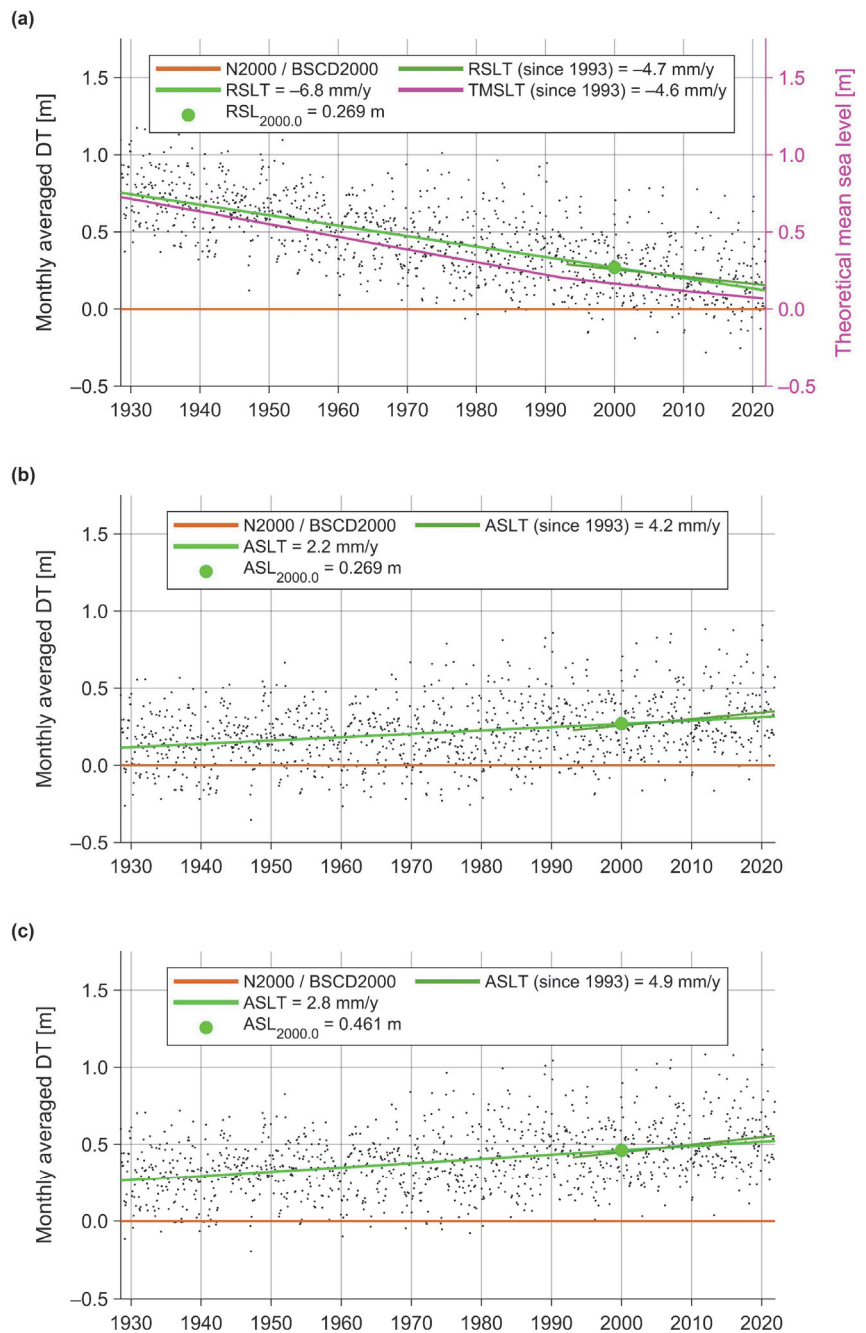 (a)
N2000 / BSCD2000
RSLT (since 1993) = –4.7 mm/y
RSLT = –6.8 mm/y
TMSLT (since 1993) = –4.6 mm/y
RSL2000.0 = 0.269 m
Monthly averaged DT [m]
1.5
1.0
0.5
0.0
–0.5
1.5
1.0
0.5
0.0
–0.5
Theoretical mean sea level [m]
1930 1940 1950 1960 1970 1980 1990 2000 2010 2020
(b)
N2000 / BSCD2000
ASLT (since 1993) = 4.2 mm/y
ASLT = 2.2 mm/y
ASL2000.0 = 0.269 m
Monthly averaged DT [m]
1.5
1.0
0.5
0.0
–0.5
1930 1940 1950 1960 1970 1980 1990 2000 2010 2020
(c)
N2000 / BSCD2000
ASLT (since 1993) = 4.9 mm/y
ASLT = 2.8 mm/y
ASL2000.0 = 0.461 m
Monthly averaged DT [m]
1.5
1.0
0.5
0.0
–0.5
1930 1940 1950 1960 1970 1980 1990 2000 2010 2020